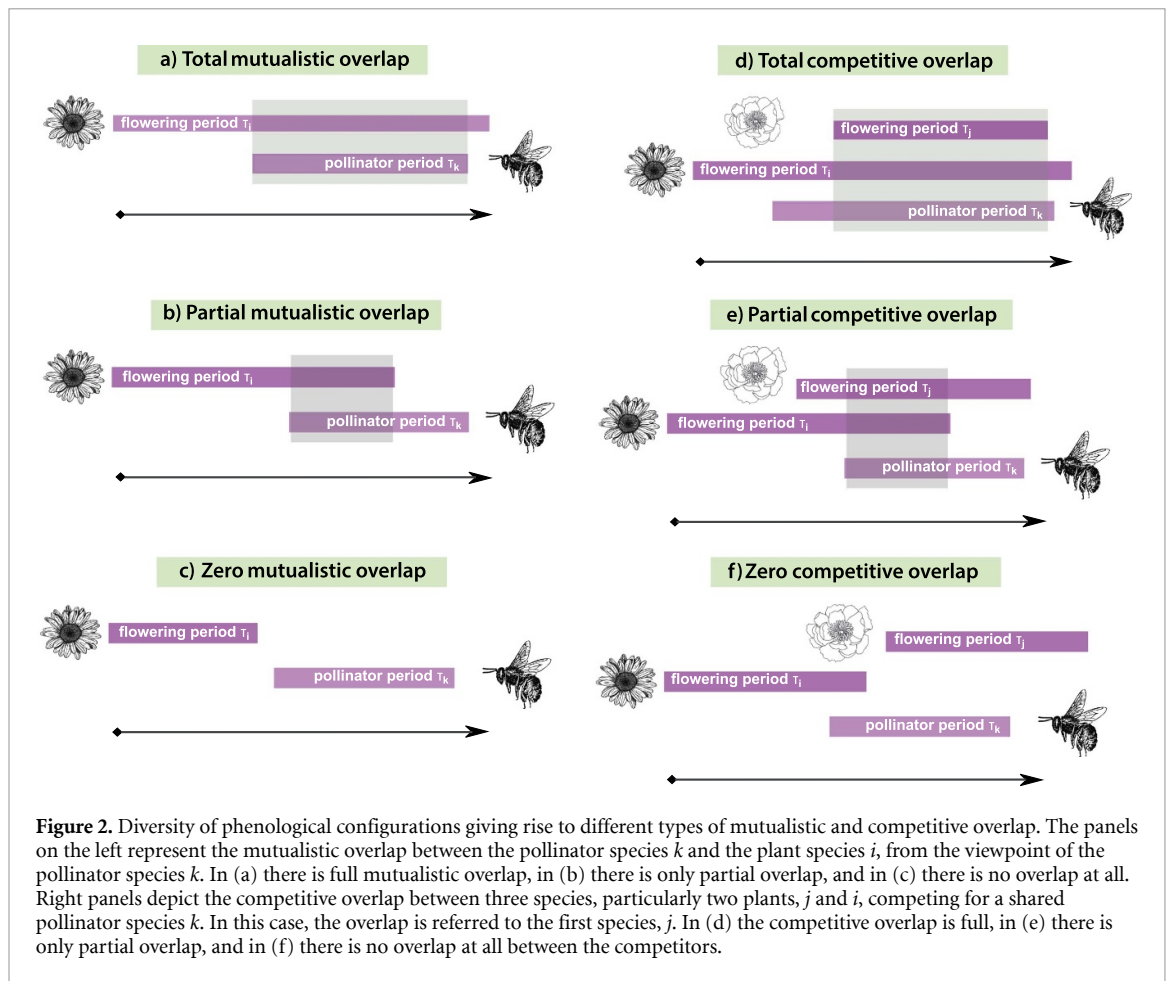 a) Total mutualistic overlap
flowering period τi
pollinator period τk
b) Partial mutualistic overlap
flowering period τi
pollinator period τk
c) Zero mutualistic overlap
flowering period τi
pollinator period τk
d) Total competitive overlap
flowering period τj
flowering period τi
pollinator period τk
e) Partial competitive overlap
flowering period τj
flowering period τi
pollinator period τk
f) Zero competitive overlap
flowering period τj
flowering period τi
pollinator period τk
Figure 2. Diversity of phenological configurations giving rise to different types of mutualistic and competitive overlap. The panels
on the left represent the mutualistic overlap between the pollinator species k and the plant species i, from the viewpoint of the
pollinator species k. In (a) there is full mutualistic overlap, in (b) there is only partial overlap, and in (c) there is no overlap at all.
Right panels depict the competitive overlap between three species, particularly two plants, j and i, competing for a shared
pollinator species k. In this case, the overlap is referred to the first species, j. In (d) the competitive overlap is full, in (e) there is
only partial overlap, and in (f) there is no overlap at all between the competitors.